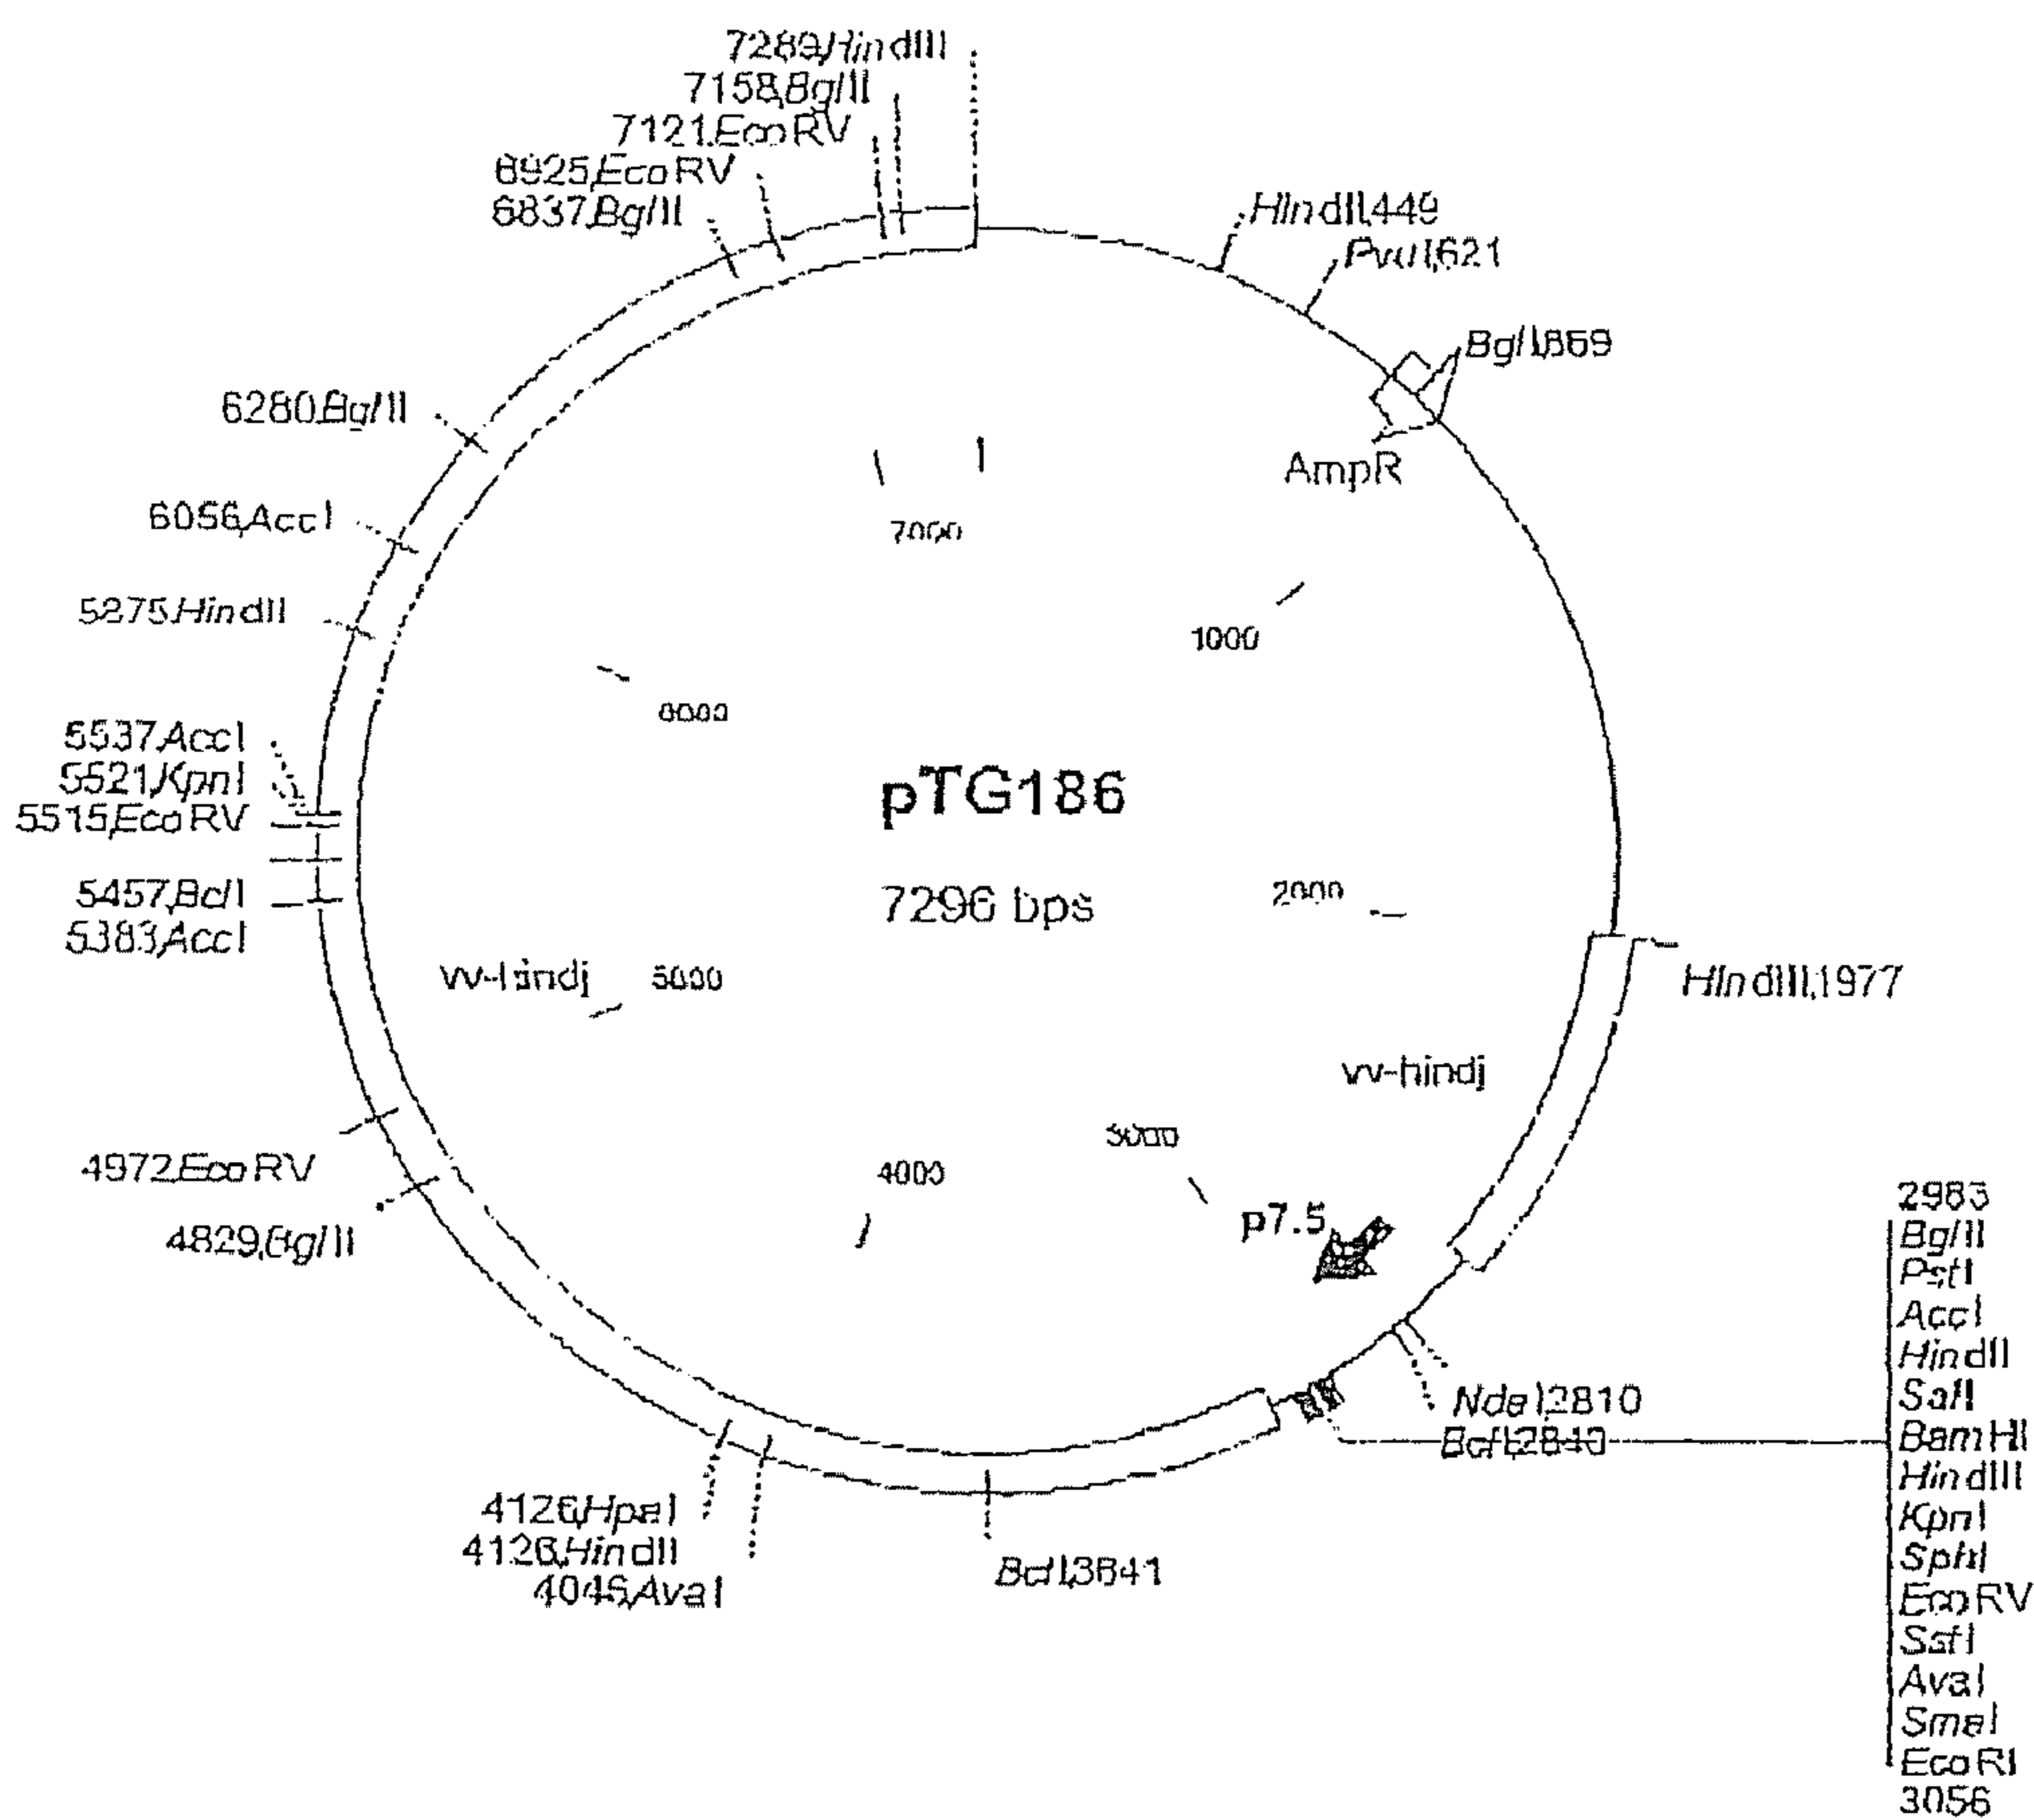 7289,HindIII
7158,BglII
7121,EcoRV
6925,EcoRV
6837,BglII
HindII,449
PvuI,621
BglI,869
AmpR
6280,BglII
6056,AccI
5875,HindII
7000
1000
6000
5537,AccI
5521,KpnI
5515,EcoRV
5457,BclI
5383,AccI
pTG186
7296 bps
2000
vv-hindj
5000
HindIII,1977
vv-hindj
3000
4000
p7.5
4972,EcoRV
4829,BglII
NdeI,2810
2840
4126,HpaI
4126,HindII
4045,AvaI
BclI,3641
2983
BglII
PstI
AccI
HindII
SalI
BamHI
HindIII
KpnI
SphI
EcoRV
SstI
AvaI
SmaI
EcoRI
3056